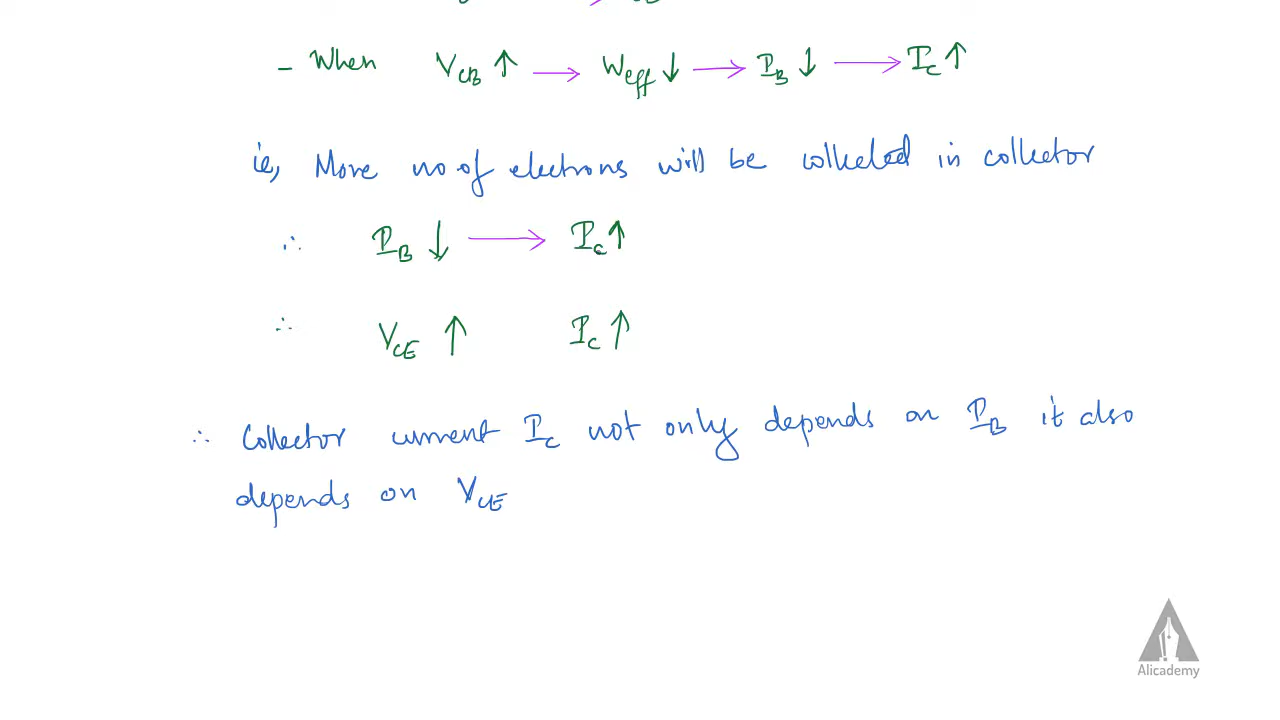 - When V_CB ↑ → W_eff ↓ → I_B ↓ → I_C ↑
ie, More no of electrons will be collected in collector
∴ I_B ↓ → I_C ↑
∴ V_CE ↑ I_C ↑
∴ Collector current I_C not only depends on I_B it also
depends on V_CE
Alicademy